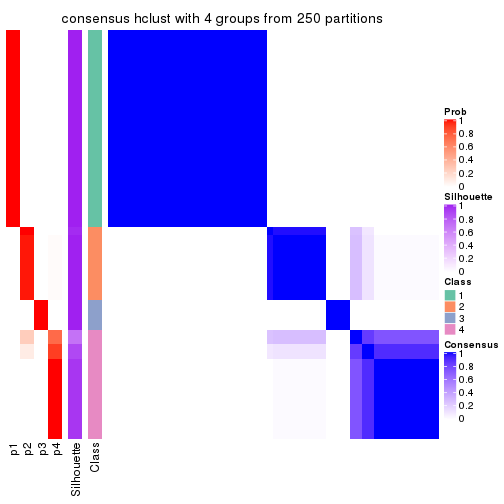 consensus hclust with 4 groups from 250 partitions
Prob
1
0.8
0.6
0.4
0.2
0
Silhouette
1
0.8
0.6
0.4
0.2
0
Class
1
2
3
4
Consensus
1
0.8
0.6
0.4
0.2
0
p1
p2
p3
p4
Silhouette
Class